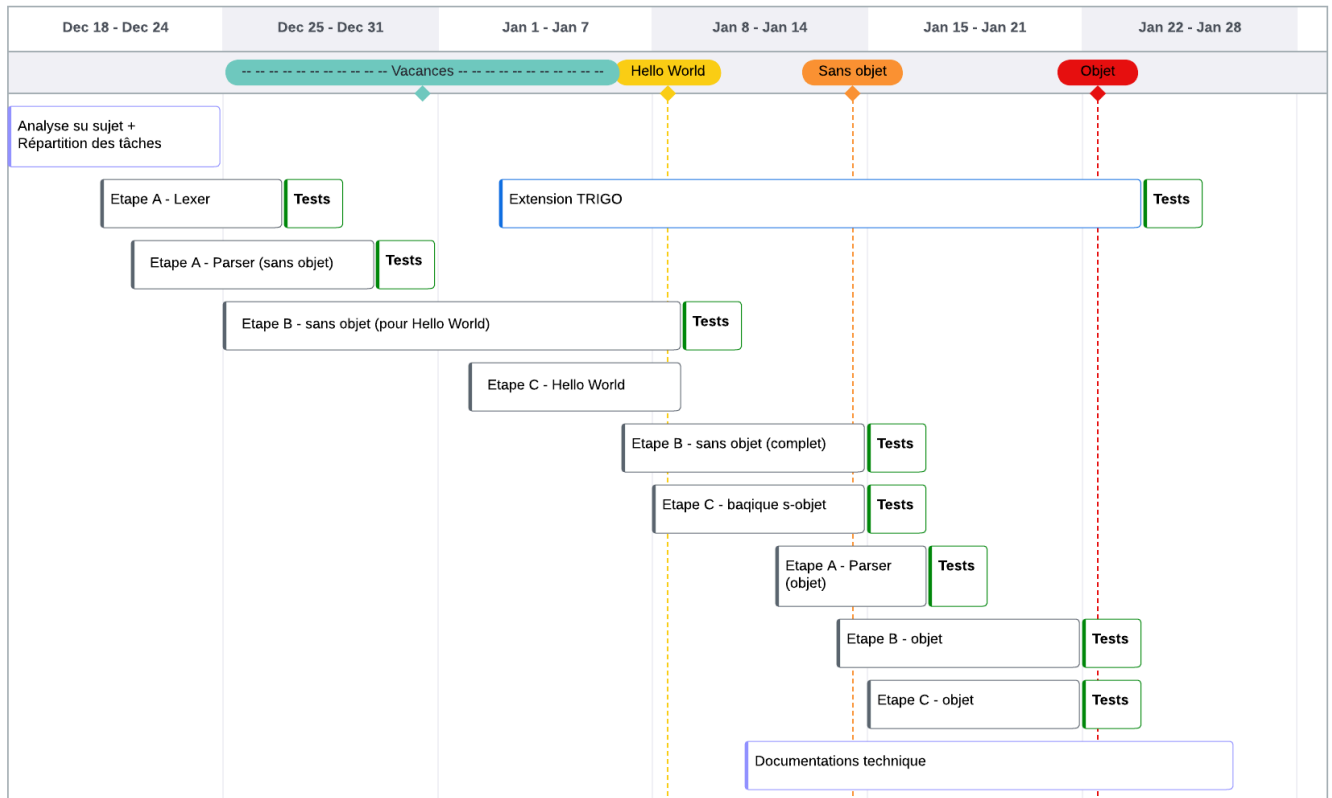 Dec 18 - Dec 24 Dec 25 - Dec 31 Jan 1 - Jan 7 Jan 8 - Jan 14 Jan 15 - Jan 21 Jan 22 - Jan 28
-- -- -- -- -- -- -- -- -- -- -- Vacances -- -- -- -- -- -- -- -- -- -- -- Hello World Sans objet Objet
Analyse su sujet +
Répartition des tâches
Etape A - Lexer Tests Extension TRIGO Tests
Etape A - Parser (sans objet) Tests
Etape B - sans objet (pour Hello World) Tests
Etape C - Hello World
Etape B - sans objet (complet) Tests
Etape C - baqique s-objet Tests
Etape A - Parser Tests
(objet)
Etape B - objet Tests
Etape C - objet Tests
Documentations technique